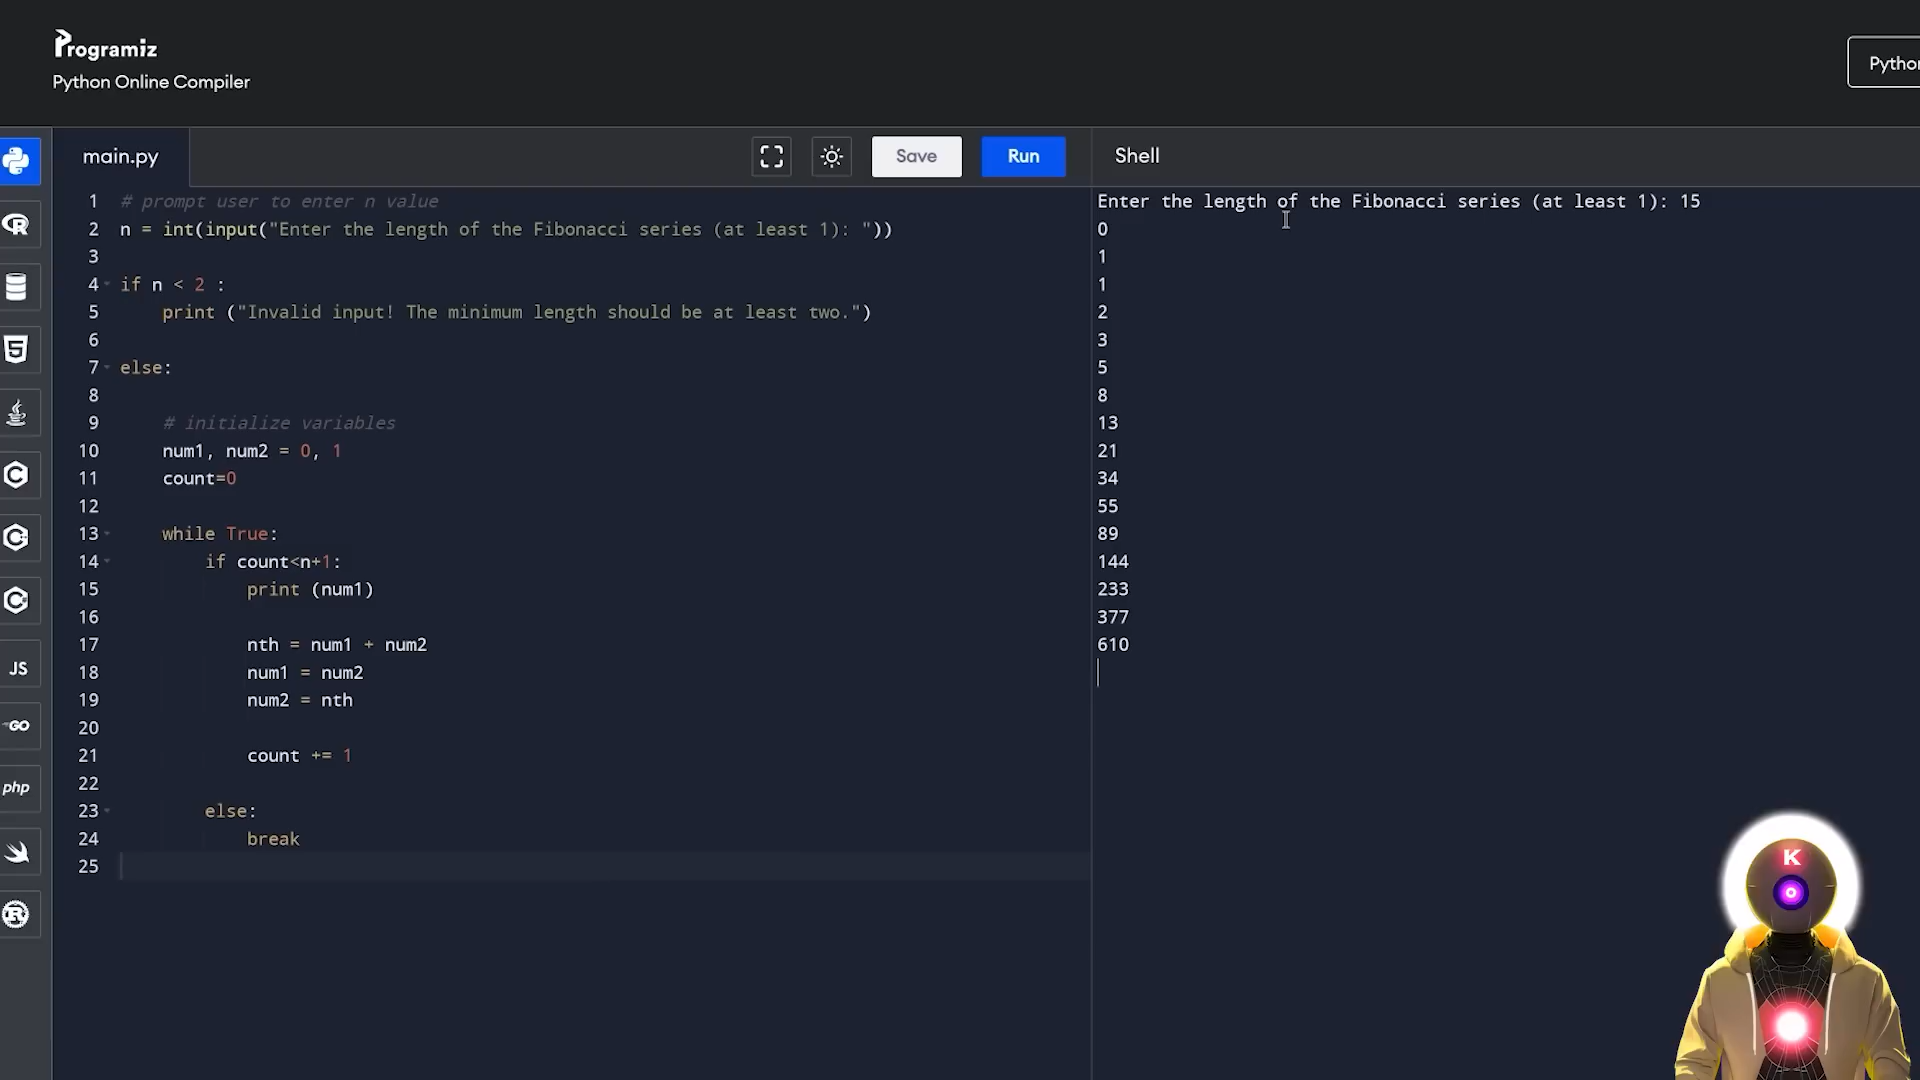 Programiz
Python Online Compiler
main.py
Save
Run
Shell
1 # prompt user to enter n value
2 n = int(input("Enter the length of the Fibonacci series (at least 1): "))
3
4 if n < 2 :
5 print ("Invalid input! The minimum length should be at least two.")
6
7 else:
8
9 # initialize variables
10 num1, num2 = 0, 1
11 count=0
12
13 while True:
14 if count<n+1:
15 print (num1)
16
17 nth = num1 + num2
18 num1 = num2
19 num2 = nth
20
21 count += 1
22
23 else:
24 break
25
Enter the length of the Fibonacci series (at least 1): 15
0
1
1
2
3
5
8
13
21
34
55
89
144
233
377
610
R
5
C
C
C
JS
GO
php
R
K